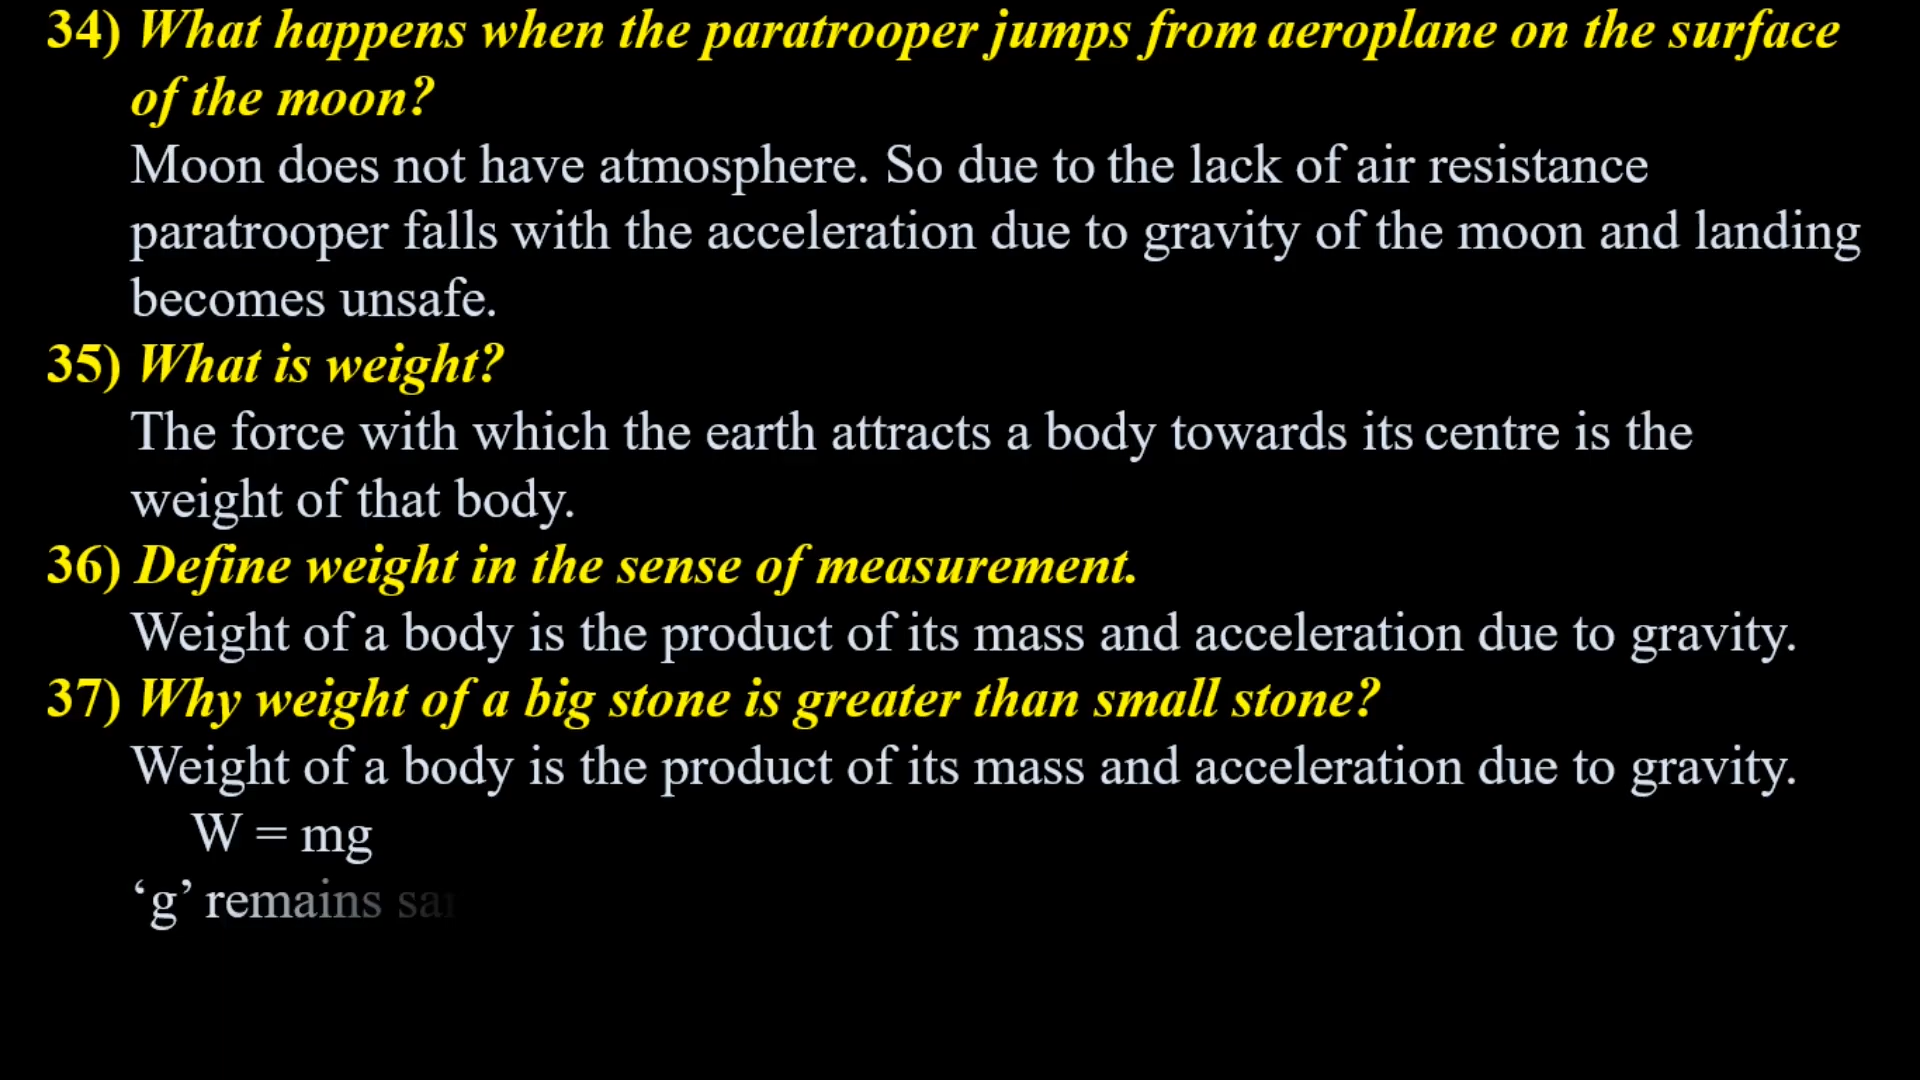 34) What happens when the paratrooper jumps from aeroplane on the surface
of the moon?
Moon does not have atmosphere. So due to the lack of air resistance
paratrooper falls with the acceleration due to gravity of the moon and landing
becomes unsafe.
35) What is weight?
The force with which the earth attracts a body towards its centre is the
weight of that body.
36) Define weight in the sense of measurement.
Weight of a body is the product of its mass and acceleration due to gravity.
37) Why weight of a big stone is greater than small stone?
Weight of a body is the product of its mass and acceleration due to gravity.
W = mg
‘g’ remains